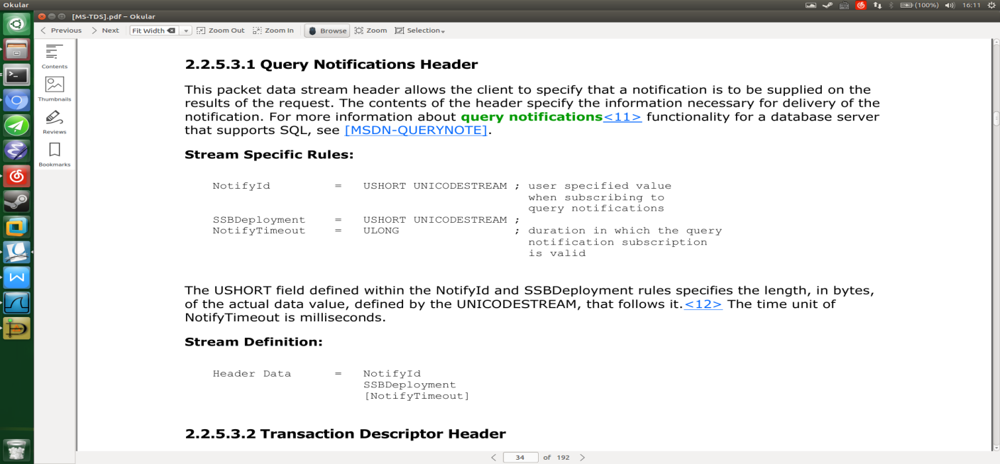 Okular
(100%)
16:11
[MS-TDS].pdf – Okular
Previous Next Fit Width Zoom Out Zoom In Browse Zoom Selection
Contents
Thumbnails
Reviews
Bookmarks
2.2.5.3.1 Query Notifications Header
This packet data stream header allows the client to specify that a notification is to be supplied on the
results of the request. The contents of the header specify the information necessary for delivery of the
notification. For more information about query notifications<11> functionality for a database server
that supports SQL, see [MSDN-QUERYNOTE].
Stream Specific Rules:
NotifyId = USHORT UNICODESTREAM ; user specified value
when subscribing to
query notifications
SSBDeployment = USHORT UNICODESTREAM ;
NotifyTimeout = ULONG ; duration in which the query
notification subscription
is valid
The USHORT field defined within the NotifyId and SSBDeployment rules specifies the length, in bytes,
of the actual data value, defined by the UNICODESTREAM, that follows it.<12> The time unit of
NotifyTimeout is milliseconds.
Stream Definition:
Header Data = NotifyId
SSBDeployment
[NotifyTimeout]
2.2.5.3.2 Transaction Descriptor Header
34 of 192